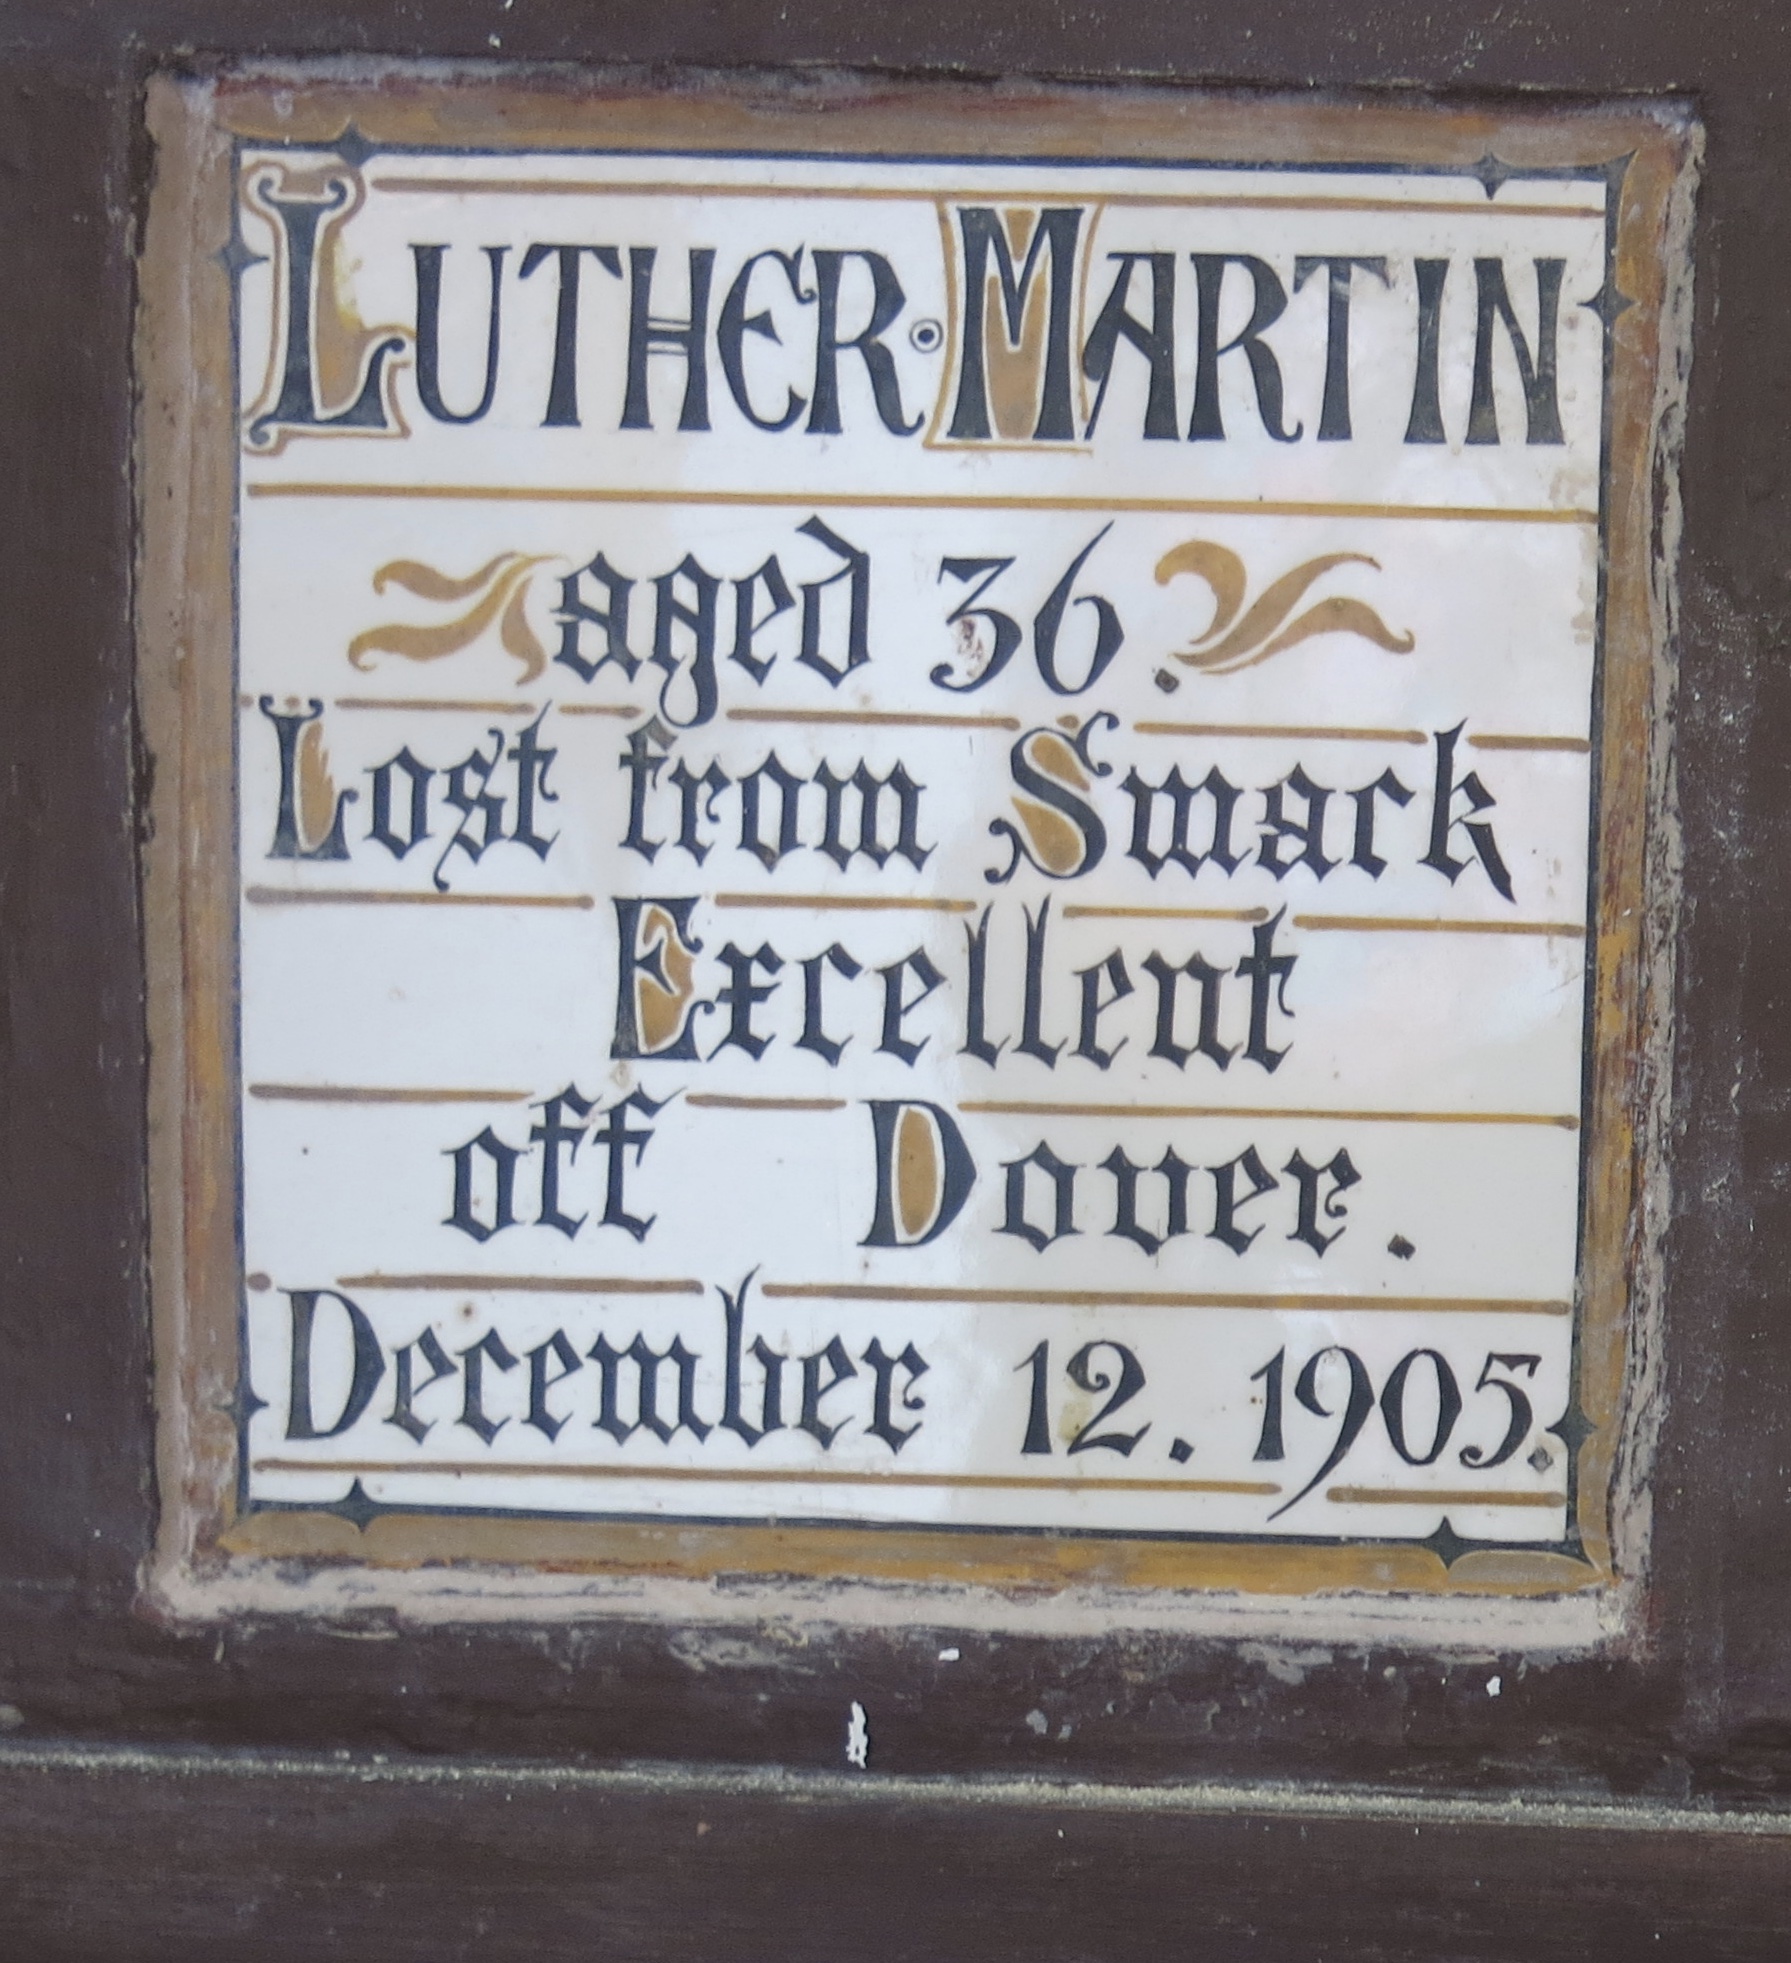 LUTHER · MARTIN
aged 36.
Lost from Smack
Excellent
off Dover.
December 12. 1905.